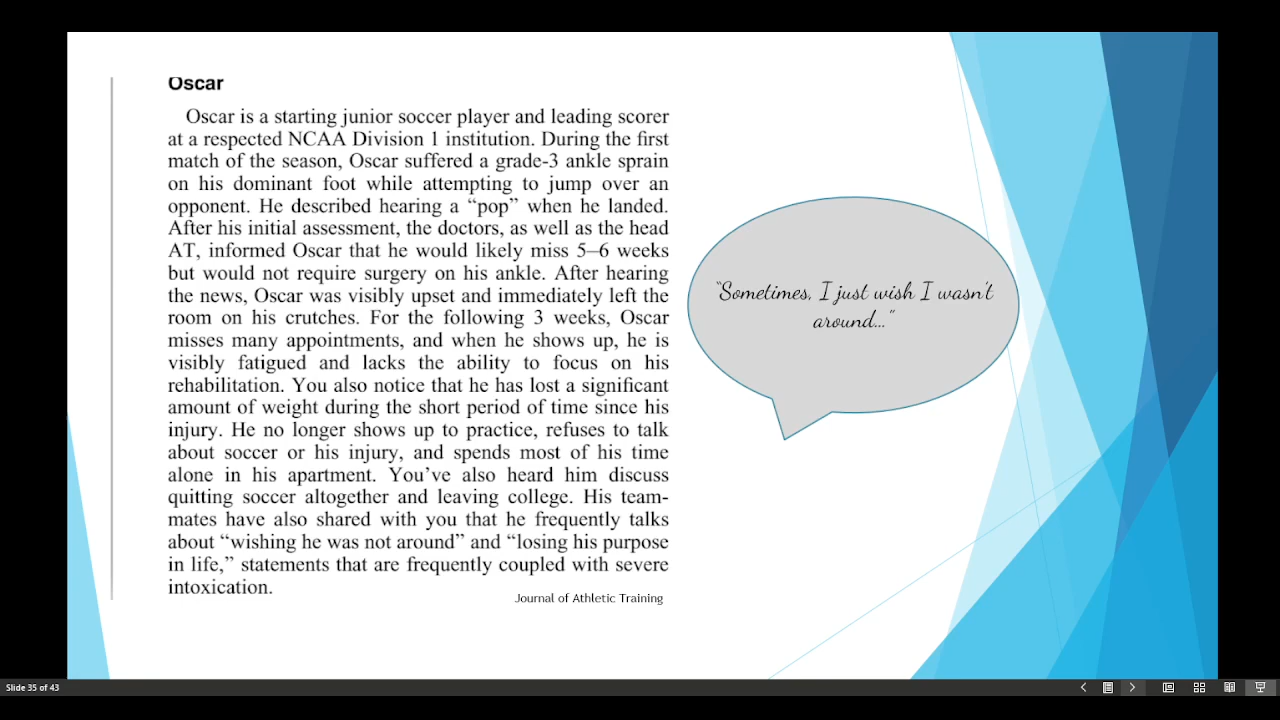 Oscar
Oscar is a starting junior soccer player and leading scorer
at a respected NCAA Division 1 institution. During the first
match of the season, Oscar suffered a grade-3 ankle sprain
on his dominant foot while attempting to jump over an
opponent. He described hearing a “pop” when he landed.
After his initial assessment, the doctors, as well as the head
AT, informed Oscar that he would likely miss 5–6 weeks
but would not require surgery on his ankle. After hearing
the news, Oscar was visibly upset and immediately left the
room on his crutches. For the following 3 weeks, Oscar
misses many appointments, and when he shows up, he is
visibly fatigued and lacks the ability to focus on his
rehabilitation. You also notice that he has lost a significant
amount of weight during the short period of time since his
injury. He no longer shows up to practice, refuses to talk
about soccer or his injury, and spends most of his time
alone in his apartment. You’ve also heard him discuss
quitting soccer altogether and leaving college. His team-
mates have also shared with you that he frequently talks
about “wishing he was not around” and “losing his purpose
in life,” statements that are frequently coupled with severe
intoxication.
Journal of Athletic Training
“Sometimes, I just wish I wasn’t
around...”
Slide 35 of 43